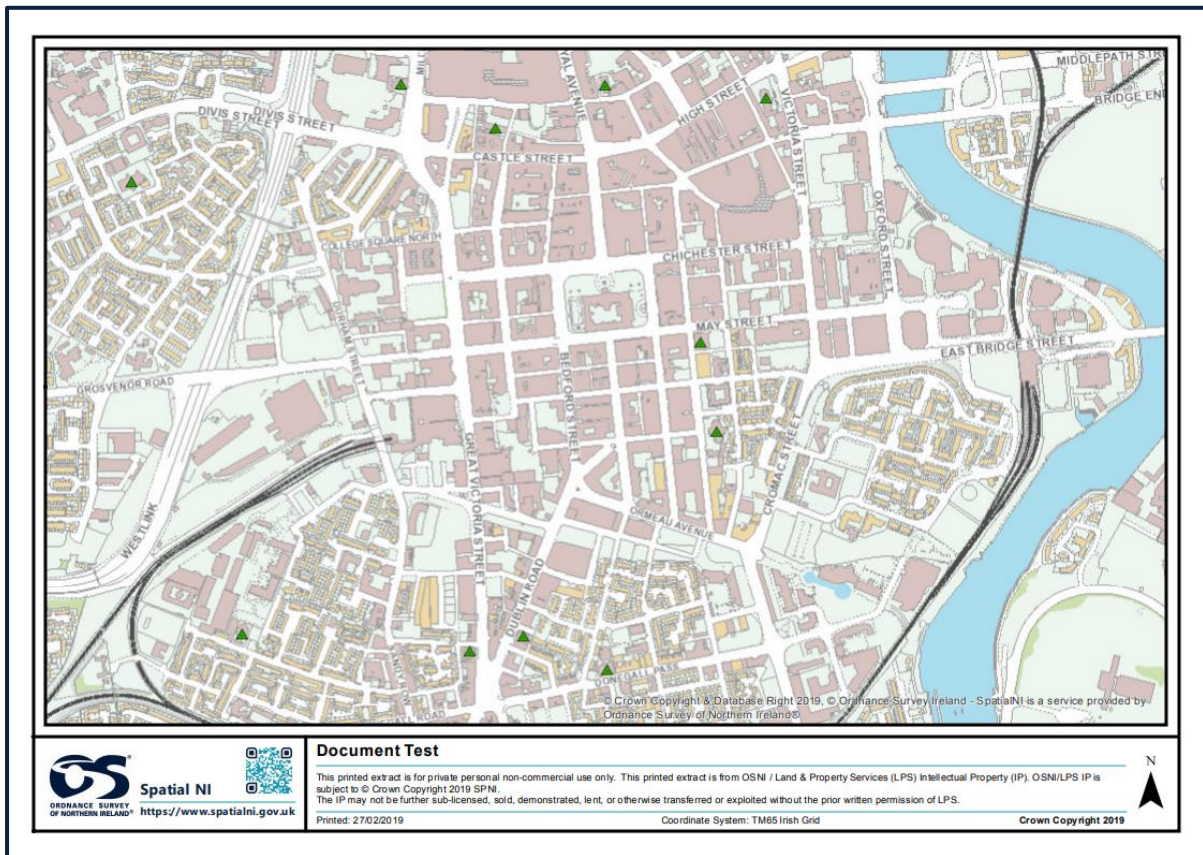 MIDDLEPATH STRE
BRIDGE END
MIL
YAL AVENUE
HIGH STREET
VICTORIA STREET
DIVIS STREET
DIVIS STREET
CASTLE STREET
OXFORD STREET
COLLEGE SQUARE NORTH
CHICHESTER STREET
DURHAM STREET
MAY STREET
EAST BRIDGE STREET
BEDFORD STREET
GROSVENOR ROAD
GREAT VICTORIA STREET
CROMAC STREET
ORMEAU AVENUE
WESTLINK
DUBLIN ROAD
DONEGALL PASS
© Crown Copyright & Database Right 2019, © Ordnance Survey Ireland - SpatialNI is a service provided by
Ordnance Survey of Northern Ireland®
OS®
ORDNANCE SURVEY
OF NORTHERN IRELAND®
Spatial NI
https://www.spatialni.gov.uk
Document Test
This printed extract is for private personal non-commercial use only. This printed extract is from OSNI / Land & Property Services (LPS) Intellectual Property (IP). OSNI/LPS IP is
subject to © Crown Copyright 2019 SPNI.
The IP may not be further sub-licensed, sold, demonstrated, lent, or otherwise transferred or exploited without the prior written permission of LPS.
Printed: 27/02/2019
Coordinate System: TM65 Irish Grid
Crown Copyright 2019
N